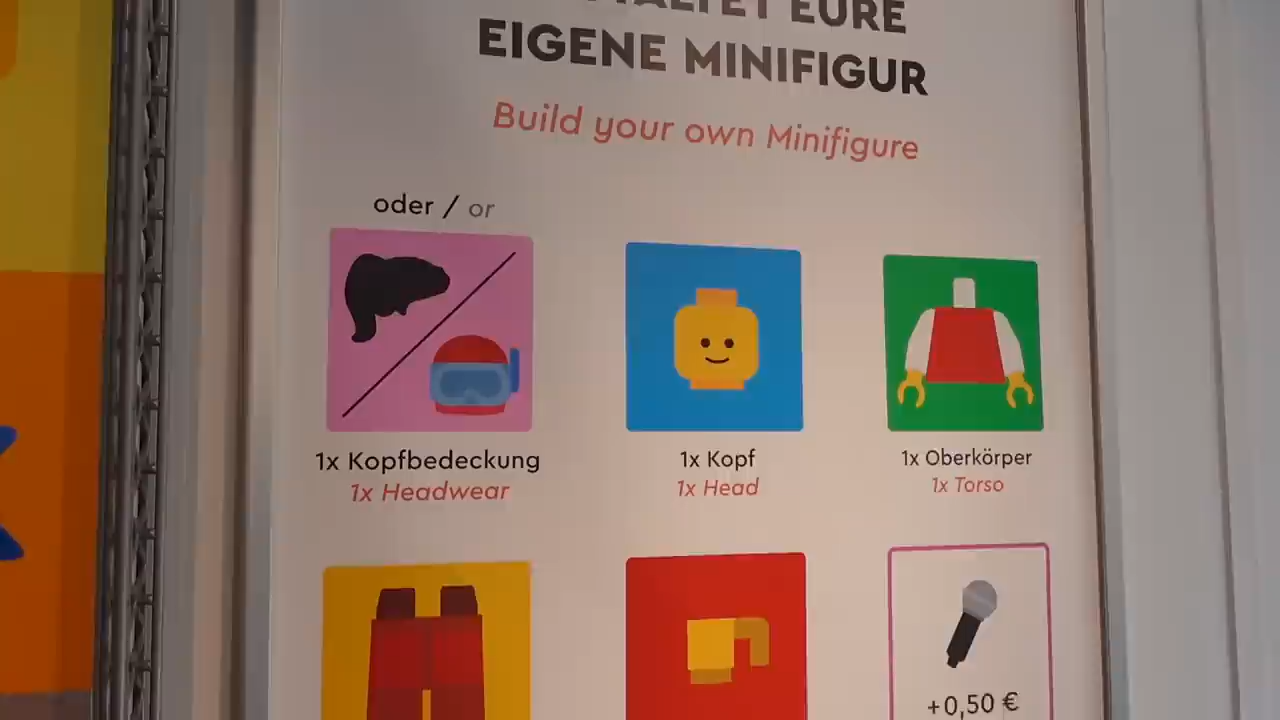 EURE
EIGENE MINIFIGUR
Build your own Minifigure
oder / or
1x Kopfbedeckung
1x Headwear
1x Kopf
1x Head
1x Oberkörper
1x Torso
+0,50 €